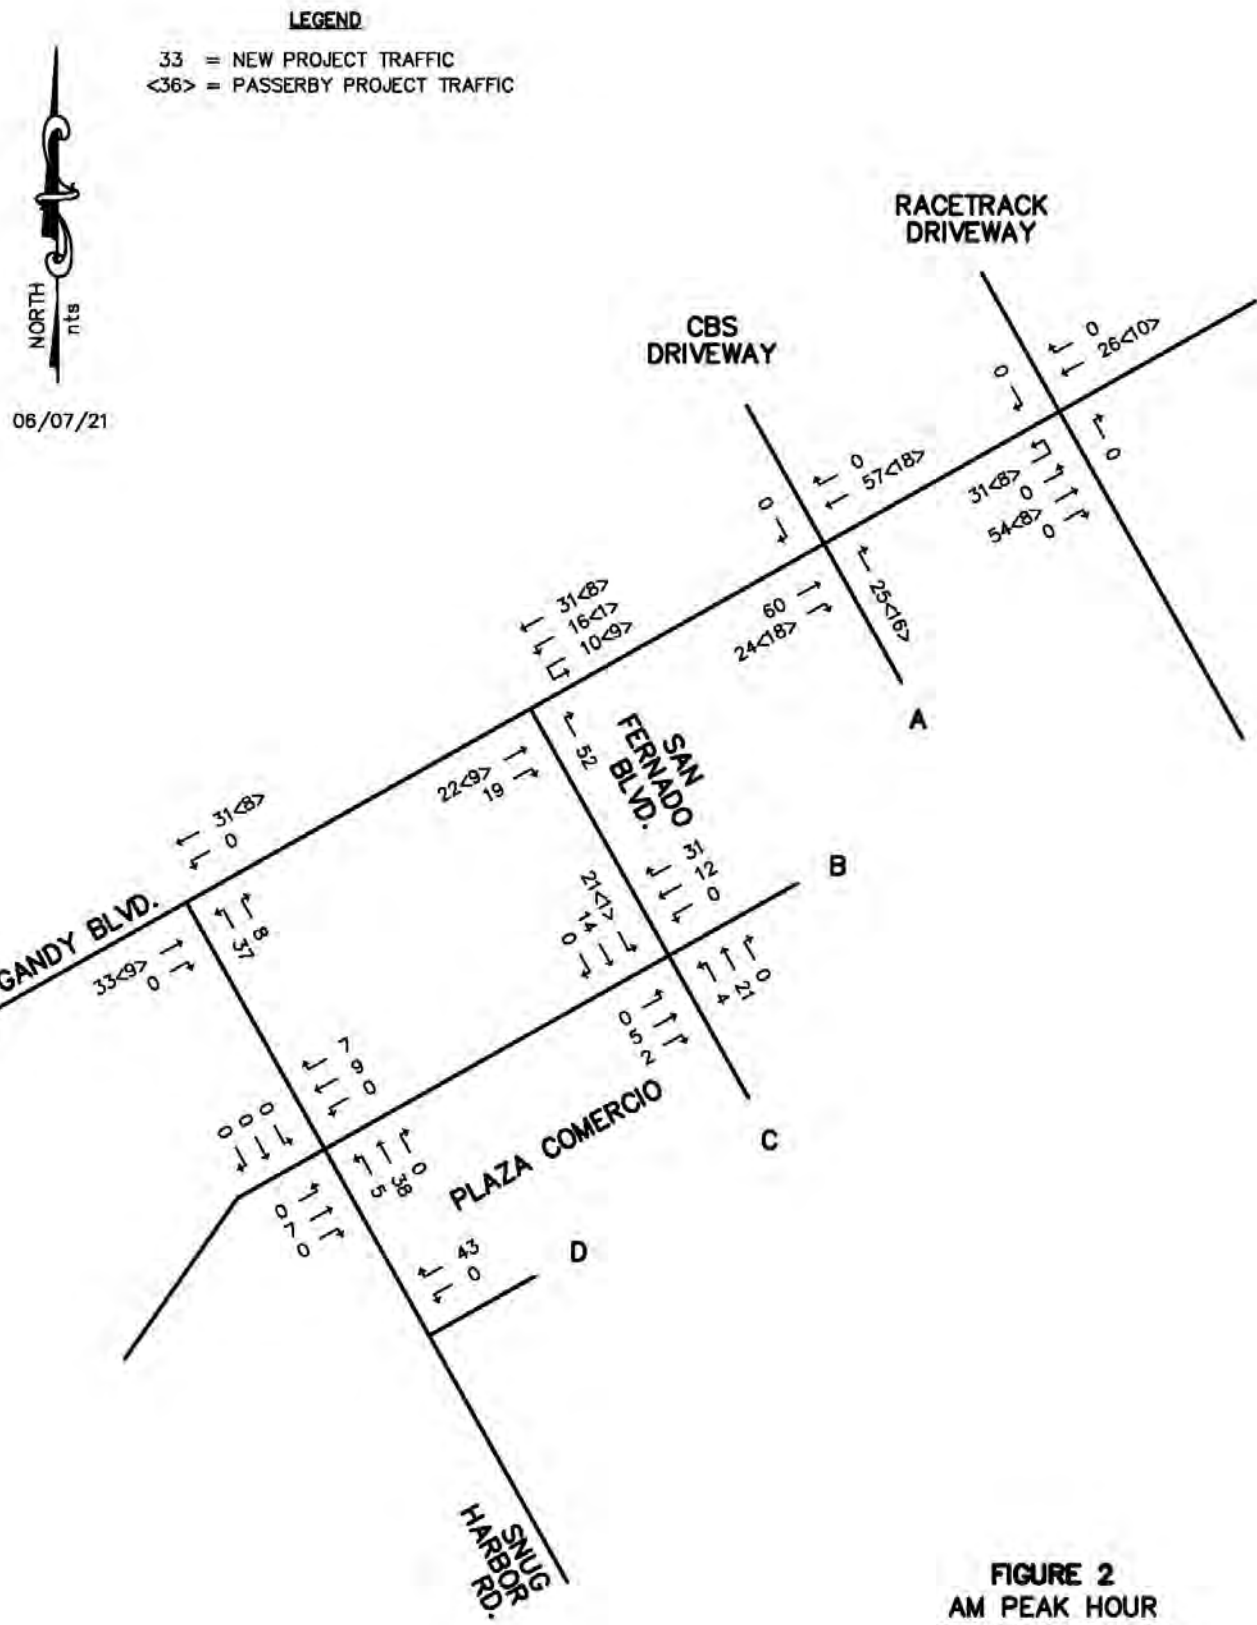 LEGEND
33 = NEW PROJECT TRAFFIC
<36> = PASSERBY PROJECT TRAFFIC
NORTH
nts
06/07/21
RACETRACK
DRIVEWAY
0
26<10>
0
0
31<8>
0
54<8>
0
CBS
DRIVEWAY
0
57<18>
0
60
24<18>
25<16>
A
31<8>
16<1>
10<9>
22<9>
19
52
SAN
FERNADO
BLVD.
31<8>
0
GANDY BLVD.
33<9>
0
37
8
31
12
0
B
21<1>
14
0
4
21
0
0
5
2
C
PLAZA COMERCIO
7
9
0
0
0
0
5
38
0
0
7
0
43
0
D
SNUG
HARBOR
RD.
FIGURE 2
AM PEAK HOUR